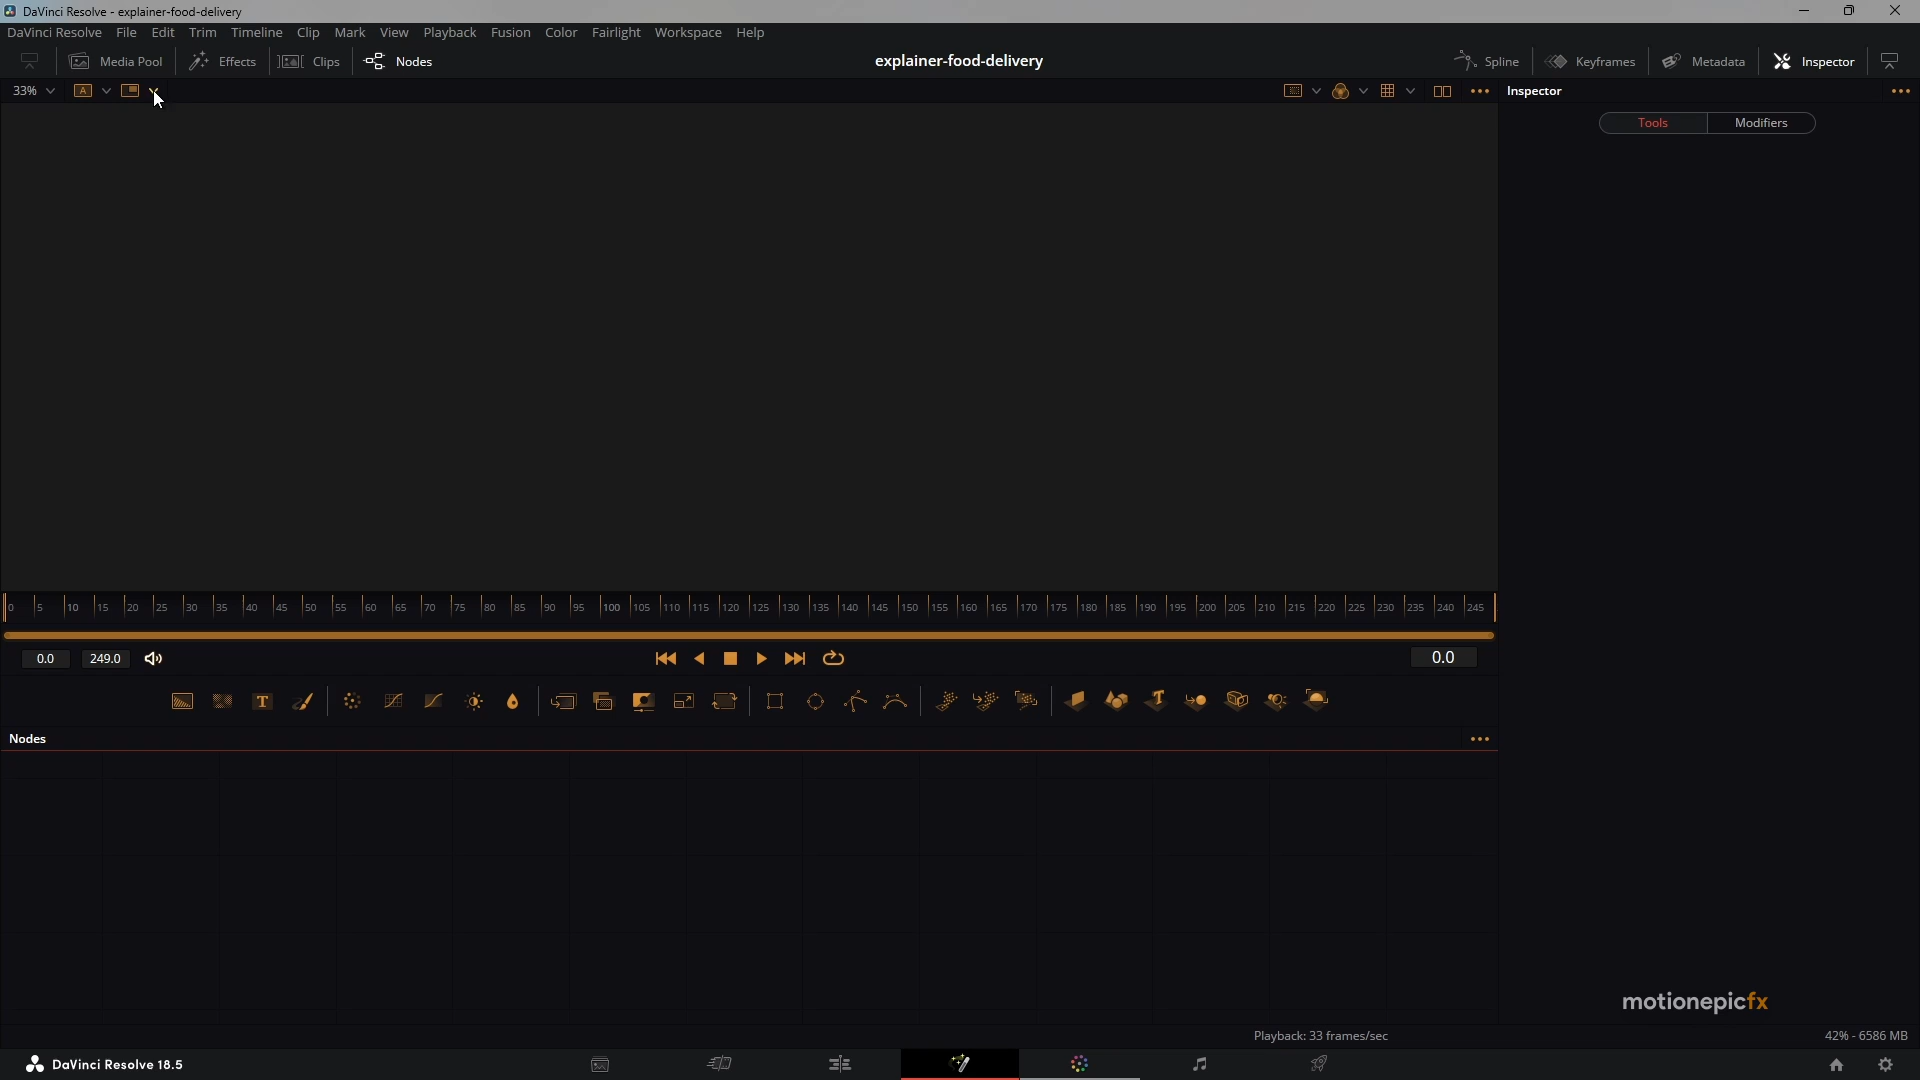 DaVinci Resolve - explainer-food-delivery
DaVinci Resolve File Edit Trim Timeline Clip Mark View Playback Fusion Color Fairlight Workspace Help
Media Pool Effects Clips Nodes explainer-food-delivery Spline Keyframes Metadata Inspector
33% A Inspector
Tools Modifiers
0 5 10 15 20 25 30 35 40 45 50 55 60 65 70 75 80 85 90 95 100 105 110 115 120 125 130 135 140 145 150 155 160 165 170 175 180 185 190 195 200 205 210 215 220 225 230 235 240 245
0.0 249.0 0.0
T T
Nodes
motionepicfx
Playback: 33 frames/sec 42% - 6586 MB
DaVinci Resolve 18.5